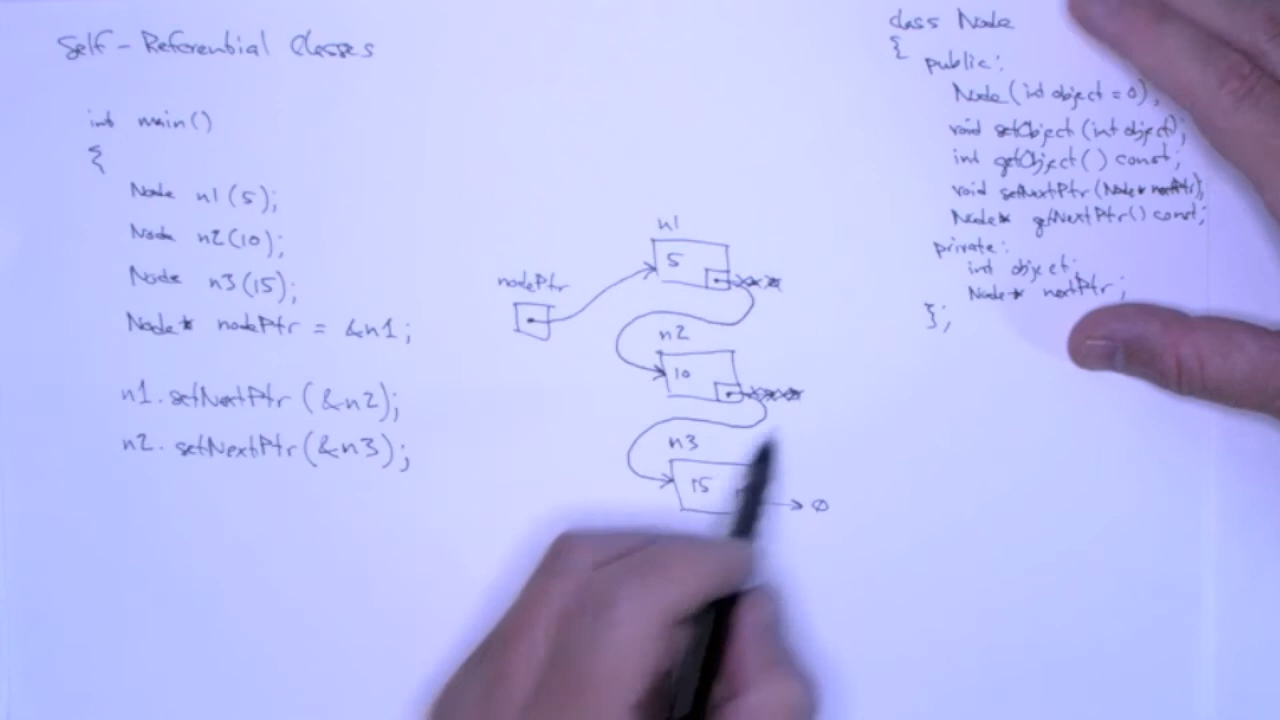 Self-Referential Classes
int main()
{
Node n1(5);
Node n2(10);
Node n3(15);
Node* nodePtr = &n1;
n1.setNextPtr(&n2);
n2.setNextPtr(&n3);
nodePtr
n1
5
n2
10
n3
15
Ø
class Node
{
public:
Node(int object = 0);
void setObject(int object);
int getObject() const;
void setNextPtr(Node* nextPtr);
Node* getNextPtr() const;
private:
int object;
Node* nextPtr;
};